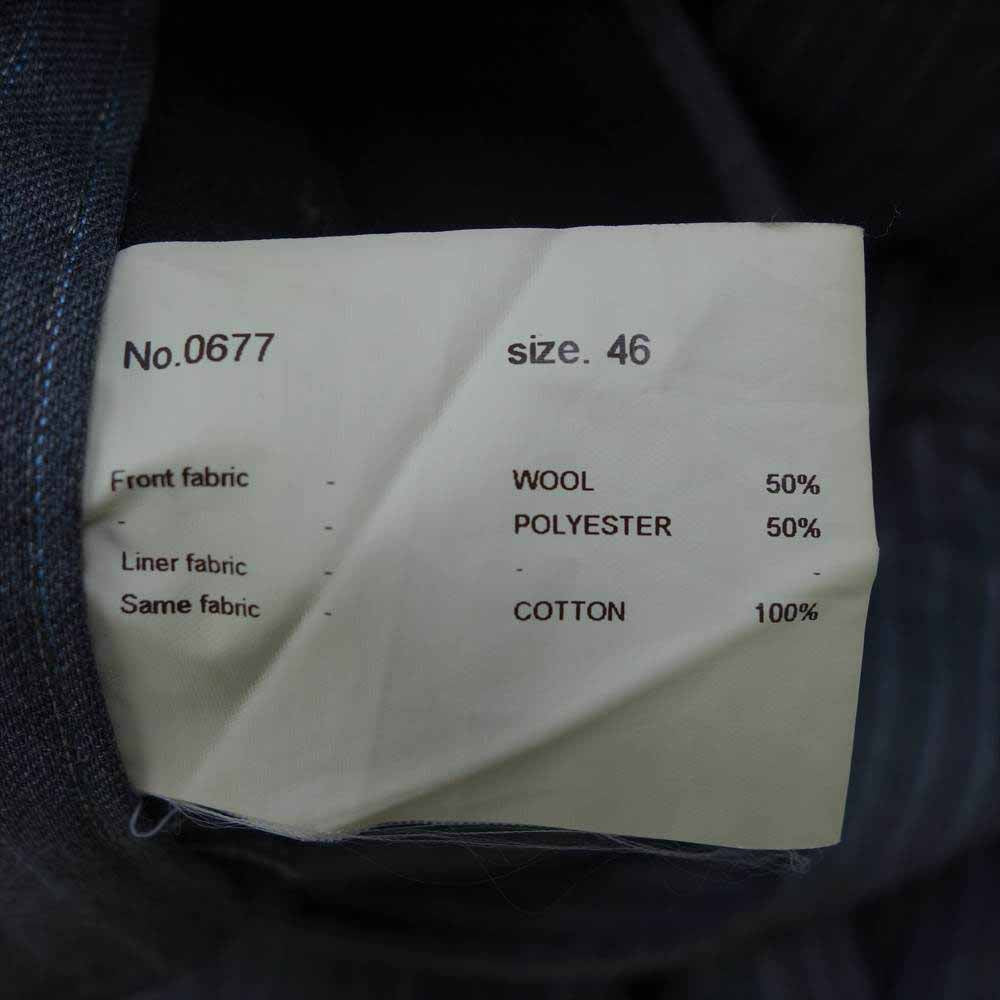 No.0677 size. 46
Front fabric - WOOL 50%
- - POLYESTER 50%
Liner fabric - - -
Same fabric - COTTON 100%